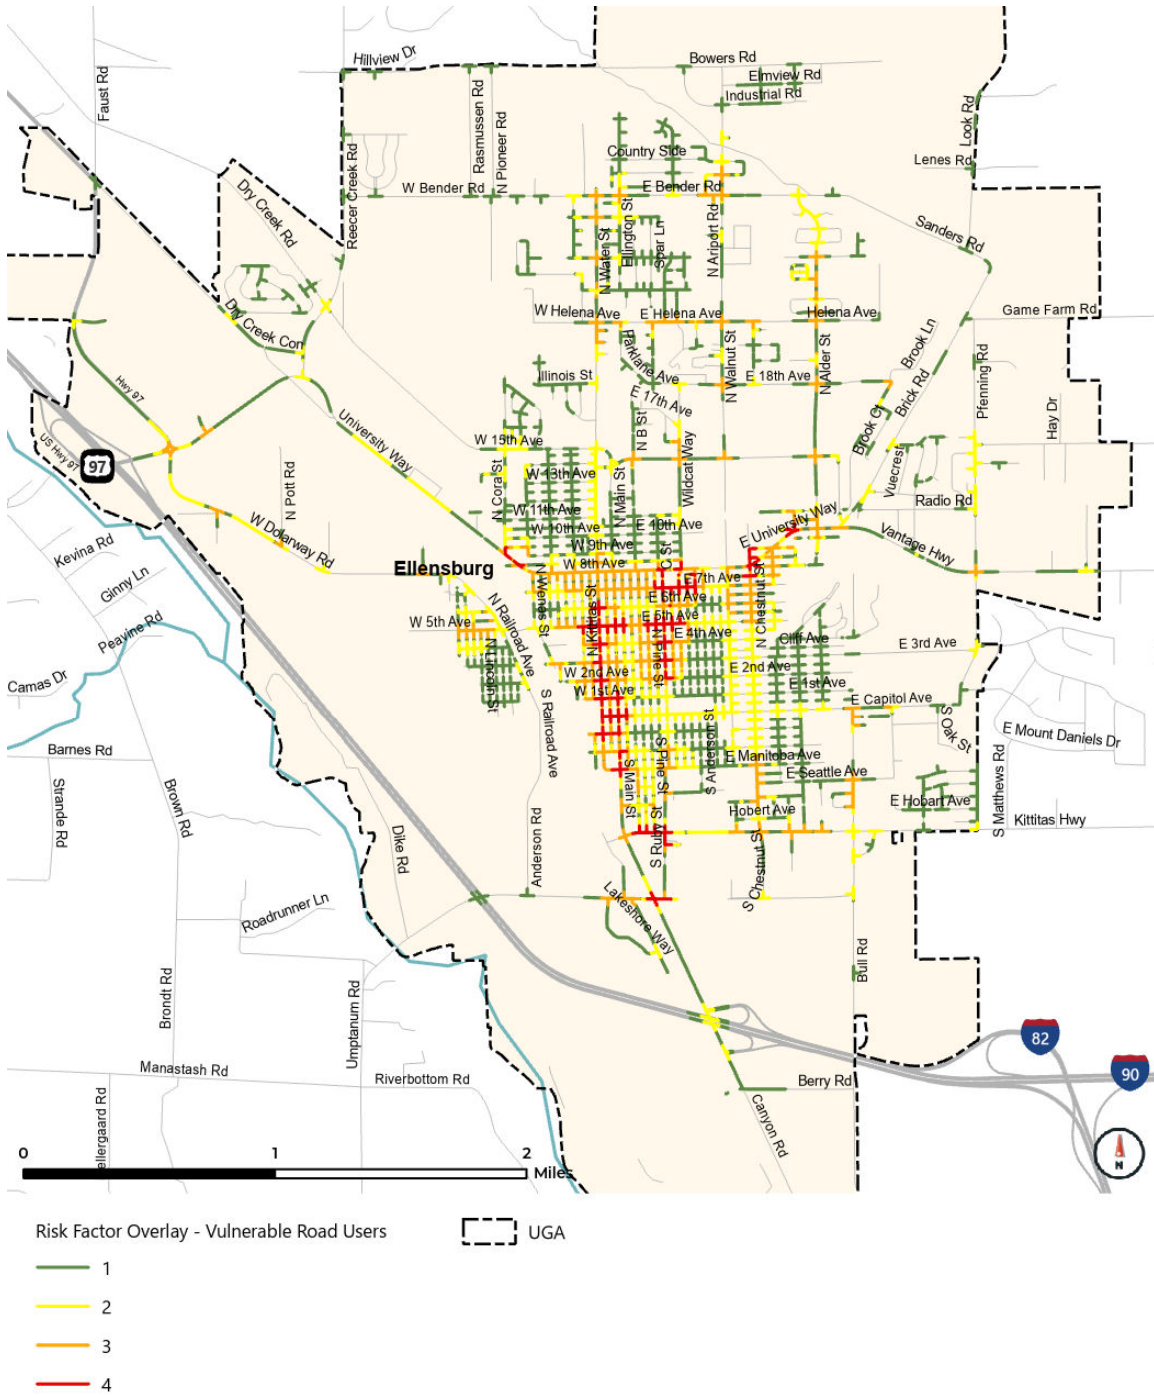 Hillview Dr
Bowers Rd
Elmview Rd
Industrial Rd
Faust Rd
Rasmussen Rd
N Pioneer Rd
Look Rd
Reecer Creek Rd
Country Side
Lenes Rd
W Bender Rd
E Bender Rd
Dry Creek Rd
Ellington St
Spar Ln
N Water St
N Ariport Rd
Sanders Rd
Dry Creek Con
W Helena Ave
E Helena Ave
Helena Ave
Game Farm Rd
Parklane Ave
N Walnut St
N Alder St
Brook Ln
Brick Rd
Pfenning Rd
Hwy 97
Illinois St
E 18th Ave
E 17th Ave
Hay Dr
University Way
N B St
Brook Ct
US Hwy 97
97
W 15th Ave
Wildcat Way
Vuecrest
N Pott Rd
N Cora St
W 13th Ave
N Main St
Radio Rd
W 11th Ave
W 10th Ave
E 10th Ave
E University Way
W Dolarway Rd
W 9th Ave
Vantage Hwy
Kevina Rd
C St
Ellensburg
W 8th Ave
E 7th Ave
Ginny Ln
N Wenas St
N Kittitas St
E 6th Ave
N Chestnut St
N Railroad Ave
E 5th Ave
Peavine Rd
W 5th Ave
E 4th Ave
Cliff Ave
E 3rd Ave
N Lincoln St
N Pine St
W 2nd Ave
E 2nd Ave
Camas Dr
W 1st Ave
E 1st Ave
E Capitol Ave
S Railroad Ave
S Anderson St
S Oak St
E Mount Daniels Dr
Barnes Rd
S Pine St
E Manitoba Ave
S Main St
E Seattle Ave
S Matthews Rd
Strande Rd
Brown Rd
E Hobart Ave
Hobert Ave
Kittitas Hwy
Dike Rd
Anderson Rd
S Ruby St
S Chestnut St
Roadrunner Ln
Lakeshore Way
Bull Rd
Brondt Rd
Umptanum Rd
82
Manastash Rd
Riverbottom Rd
Berry Rd
90
ellergaard Rd
Canyon Rd
0 1 2
Miles
N
Risk Factor Overlay - Vulnerable Road Users
UGA
1
2
3
4